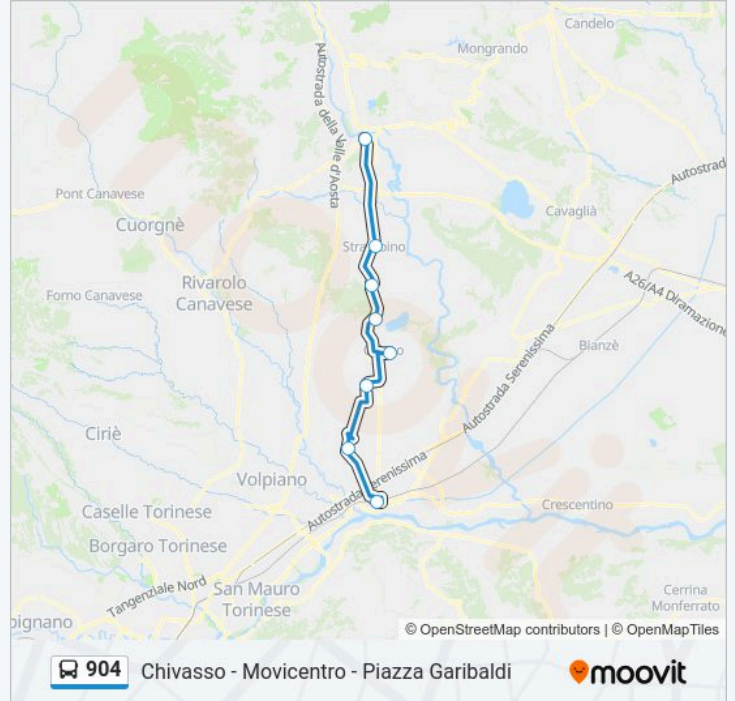 Candelo
Mongrando
Autostrada della Valle d'Aosta
Autostrad
Pont Canavese
Cavaglià
Cuorgnè
Rivarolo
Canavese
A26/A4 Diramazione
Forno Canavese
Bianzè
Autostrada Serenissima
Ciriè
Autostrada Serenissima
Volpiano
Crescentino
Caselle Torinese
Borgaro Torinese
Tangenziale Nord
San Mauro
Torinese
Cerrina
Monferrato
pignano
© OpenStreetMap contributors | © OpenMapTiles
904 Chivasso - Movicentro - Piazza Garibaldi
moovit